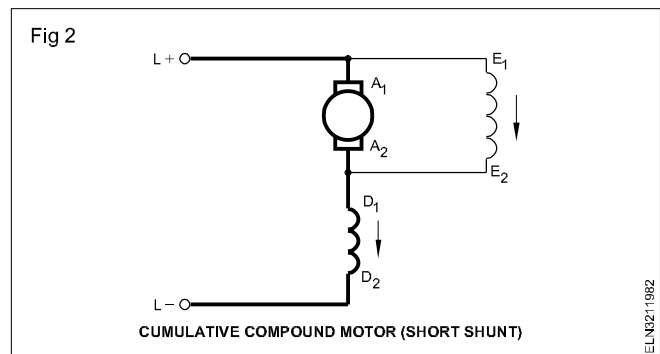 Fig 2
L +
E1
A1
A2
E2
D1
D2
L –
CUMULATIVE COMPOUND MOTOR (SHORT SHUNT)
ELN3211982